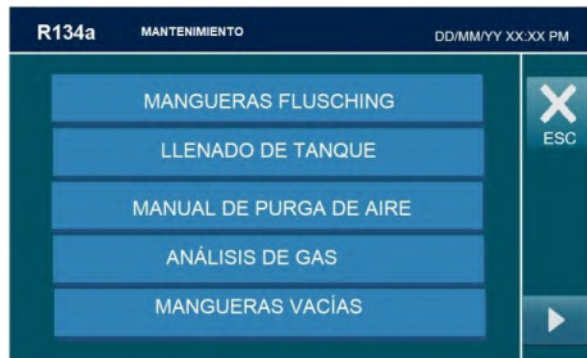 R134a MANTENIMIENTO DD/MM/YY XX:XX PM
MANGUERAS FLUSCHING
ESC
LLENADO DE TANQUE
MANUAL DE PURGA DE AIRE
ANÁLISIS DE GAS
MANGUERAS VACÍAS